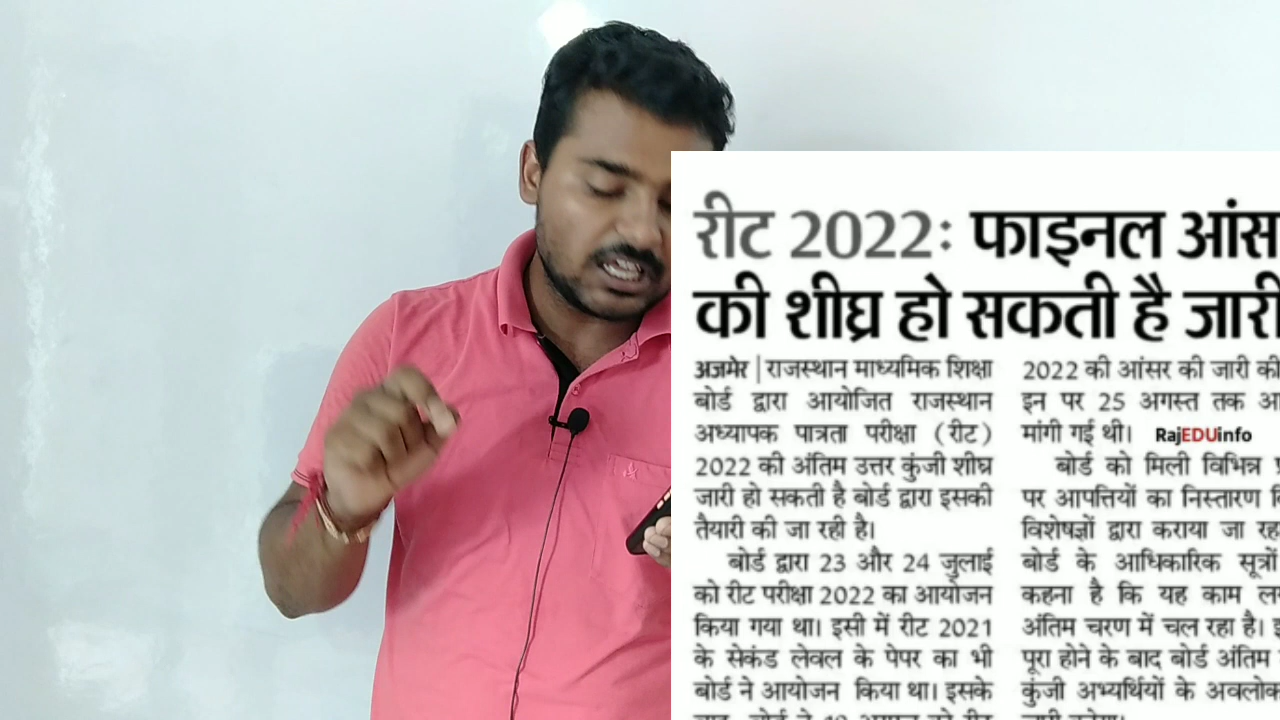 रीट 2022: फाइनल आंस
की शीघ्र हो सकती है जारी
अजमेर | राजस्थान माध्यमिक शिक्षा
बोर्ड द्वारा आयोजित राजस्थान
अध्यापक पात्रता परीक्षा (रीट)
2022 की अंतिम उत्तर कुंजी शीघ्र
जारी हो सकती है बोर्ड द्वारा इसकी
तैयारी की जा रही है।
बोर्ड द्वारा 23 और 24 जुलाई
को रीट परीक्षा 2022 का आयोजन
किया गया था। इसी में रीट 2021
के सेकंड लेवल के पेपर का भी
बोर्ड ने आयोजन किया था। इसके
2022 की आंसर की जारी की
इन पर 25 अगस्त तक आ
मांगी गई थी। RajEDUinfo
बोर्ड को मिली विभिन्न
पर आपत्तियों का निस्तारण
विशेषज्ञों द्वारा कराया जा रह
बोर्ड के आधिकारिक सूत्रों
कहना है कि यह काम लग
अंतिम चरण में चल रहा है।
पूरा होने के बाद बोर्ड अंतिम
कुंजी अभ्यर्थियों के अवलोक